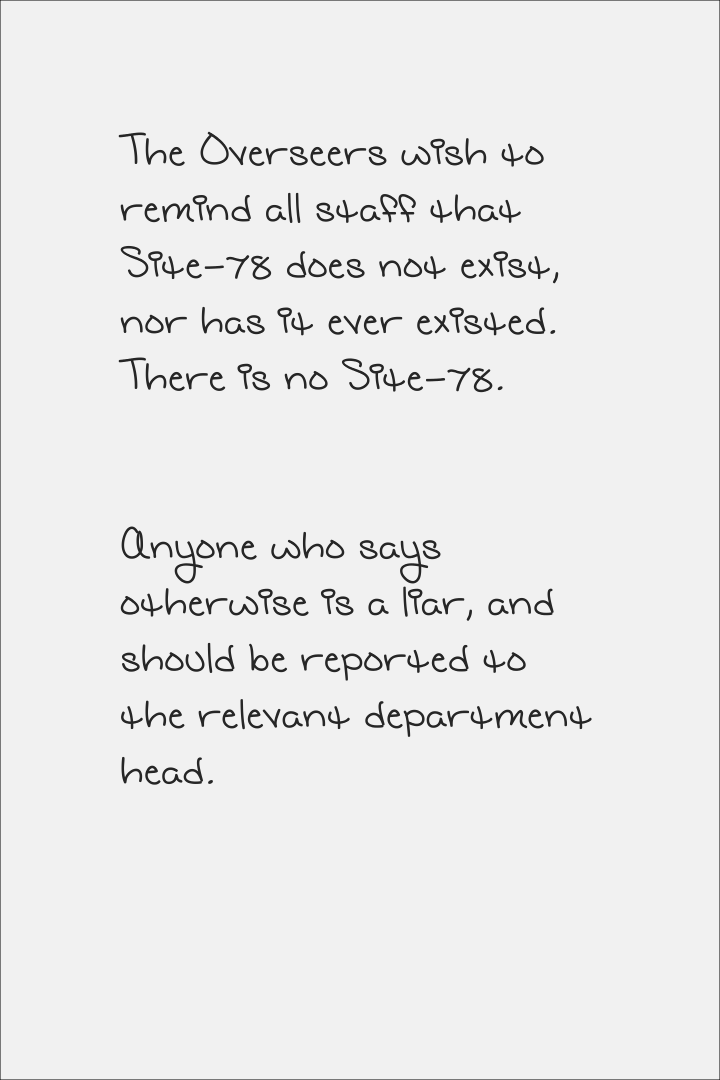 The Overseers wish to
remind all staff that
Site-78 does not exist,
nor has it ever existed.
There is no Site-78.
Anyone who says
otherwise is a liar, and
should be reported to
the relevant department
head.